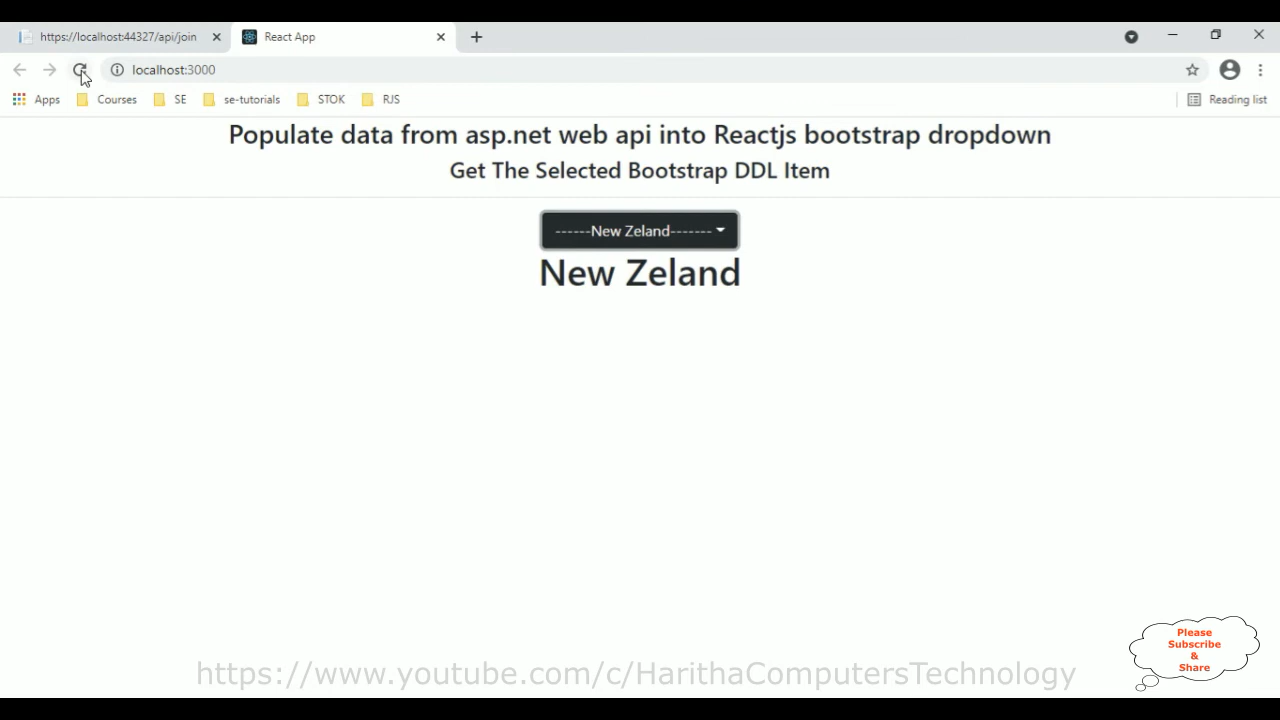 https://localhost:44327/api/join
React App
localhost:3000
Apps
Courses
SE
se-tutorials
STOK
RJS
Reading list
Populate data from asp.net web api into Reactjs bootstrap dropdown
Get The Selected Bootstrap DDL Item
------New Zeland-------
New Zeland
Please
Subscribe
&
Share
https://www.youtube.com/c/HarithaComputersTechnology